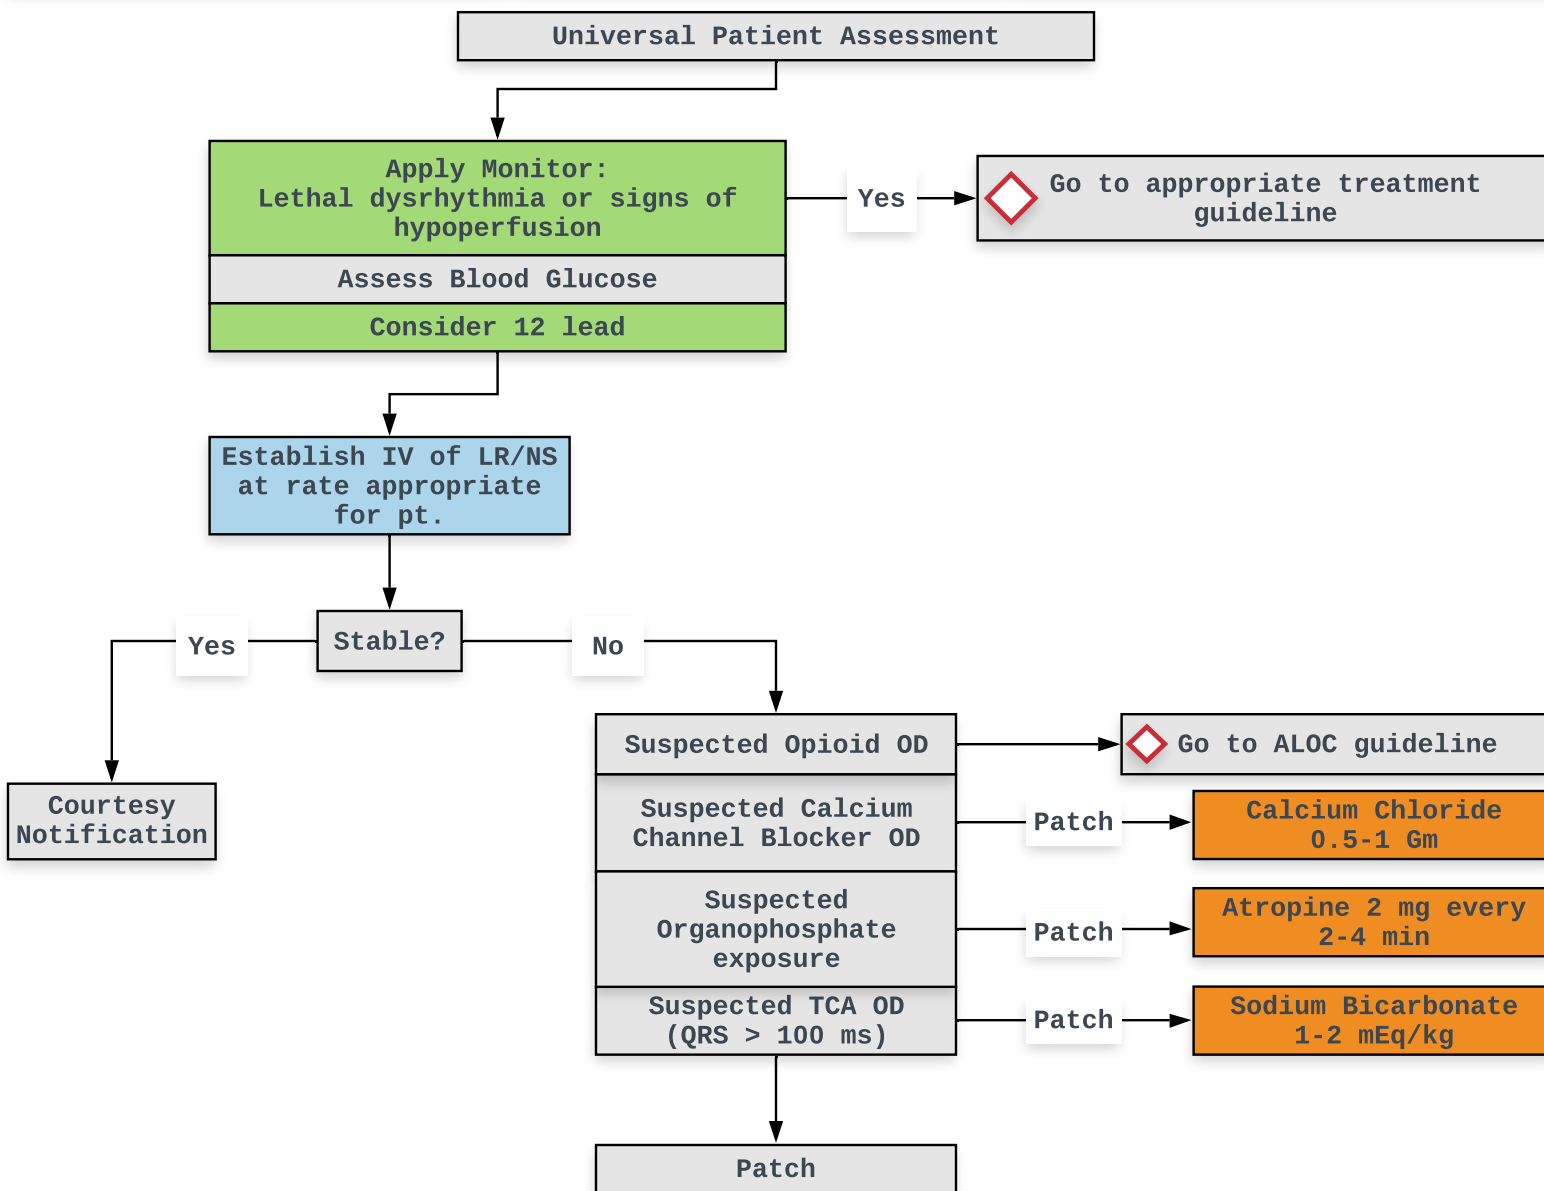 Universal Patient Assessment
Apply Monitor:
Lethal dysrhythmia or signs of
hypoperfusion
Yes
Go to appropriate treatment
guideline
Assess Blood Glucose
Consider 12 lead
Establish IV of LR/NS
at rate appropriate
for pt.
Stable?
Yes
No
Courtesy
Notification
Suspected Opioid OD
Go to ALOC guideline
Suspected Calcium
Channel Blocker OD
Patch
Calcium Chloride
0.5-1 Gm
Suspected
Organophosphate
exposure
Patch
Atropine 2 mg every
2-4 min
Suspected TCA OD
(QRS > 100 ms)
Patch
Sodium Bicarbonate
1-2 mEq/kg
Patch